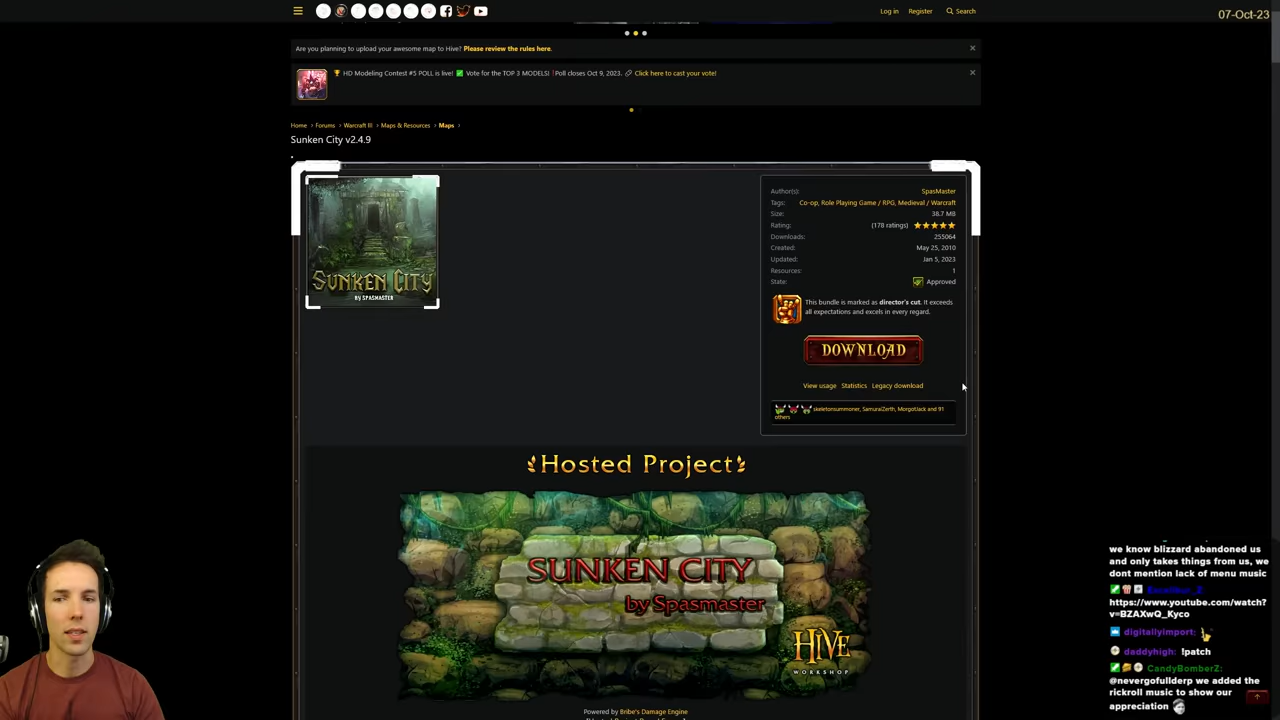 Log in Register Search
07-Oct-23
Are you planning to upload your awesome map to Hive? Please review the rules here.
HD Modeling Contest #5 POLL is live! Vote for the TOP 3 MODELS! Poll closes Oct 9, 2023. Click here to cast your vote!
Home Forums Warcraft III Maps & Resources Maps
Sunken City v2.4.9
SUNKEN CITY
BY SPASMASTER
Author(s): SpasMaster
Tags: Co-op, Role Playing Game / RPG, Medieval / Warcraft
Size: 38.7 MB
Rating: (178 ratings)
Downloads: 255064
Created: May 25, 2010
Updated: Jan 5, 2023
Resources: 1
State: Approved
This bundle is marked as director's cut. It exceeds
all expectations and excels in every regard.
DOWNLOAD
View usage Statistics Legacy download
skeletonsummoner, SamuraiZerth, MorgotJack and 91
others
Hosted Project
SUNKEN CITY
by Spasmaster
HIVE
WORKSHOP
Powered by Bribe's Damage Engine
we know blizzard abandoned us
and only takes things from us, we
dont mention lack of menu music
https://www.youtube.com/watch?
v=BZAXwQ_Kyco
digitallyimport:
daddyhigh: !patch
CandyBomberZ:
@nevergofullderp we added the
rickroll music to show our
appreciation